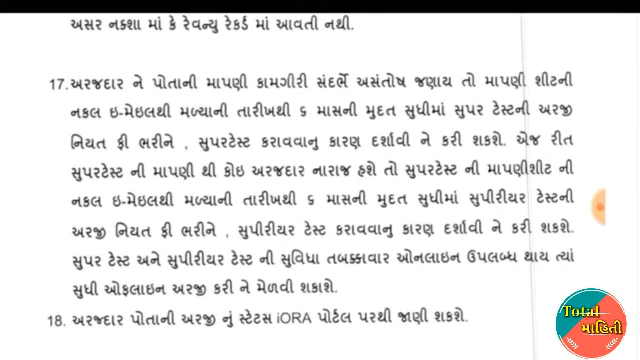 અસર નક્શા માં કે રેવન્યુ રેકર્ડ માં આવતી નથી.
17. અરજદાર ને પોતાની માપણી કામગીરી સંદર્ભે અસંતોષ જણાય તો માપણી શીટની
નકલ ઇ-મેઇલથી મળ્યાની તારીખથી ૬ માસની મુદત સુધીમાં સુપર ટેસ્ટની અરજી
નિયત ફી ભરીને , સુપરટેસ્ટ કરાવવાનુ કારણ દર્શાવી ને કરી શકશે. એજ રીત
સુપરટેસ્ટ ની માપણી થી કોઇ અરજદાર નારાજ હશે તો સુપરટેસ્ટ ની માપણીશીટ ની
નકલ ઇ-મેઇલથી મળ્યાની તારીખથી ૬ માસની મુદત સુધીમાં સુપીરીયર ટેસ્ટની
અરજી નિયત ફી ભરીને , સુપીરીયર ટેસ્ટ કરાવવાનુ કારણ દર્શાવી ને કરી શકશે.
સુપર ટેસ્ટ અને સુપીરીયર ટેસ્ટ ની સુવિધા તબક્કાવાર ઓનલાઇન ઉપલબ્ધ થાય ત્યાં
સુધી ઓફલાઇન અરજી કરી ને મેળવી શકાશે.
18. અરજદાર પોતાની અરજી નું સ્ટેટસ iORA પોર્ટલ પરથી જાણી શકશે.
Total
માહિતી